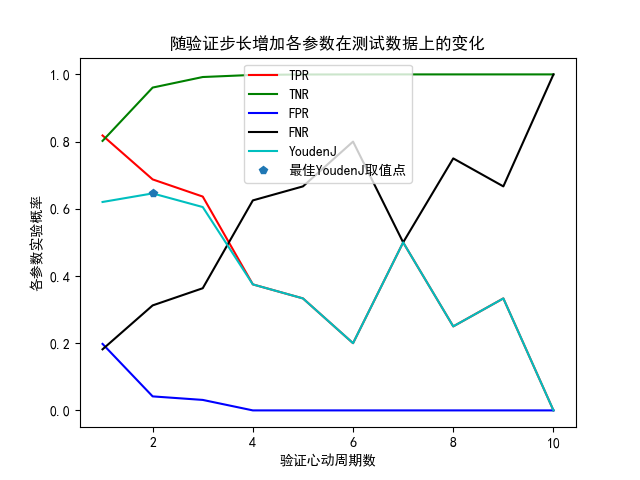 随验证步长增加各参数在测试数据上的变化
1.0
0.8
0.6
0.4
0.2
0.0
各参数实验概率
TPR
TNR
FPR
FNR
YoudenJ
最佳YoudenJ取值点
2
4
6
8
10
验证心动周期数